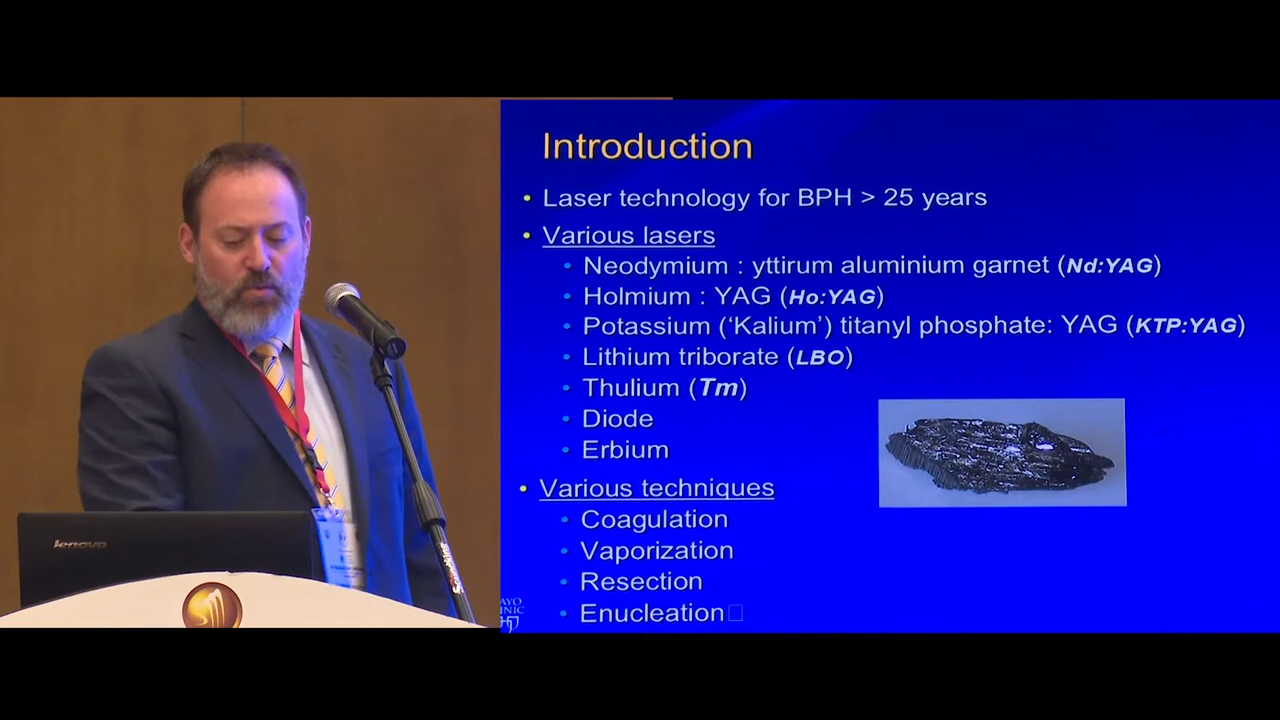 Introduction
• Laser technology for BPH > 25 years
• Various lasers
• Neodymium : yttirum aluminium garnet (Nd:YAG)
• Holmium : YAG (Ho:YAG)
• Potassium (‘Kalium’) titanyl phosphate: YAG (KTP:YAG)
• Lithium triborate (LBO)
• Thulium (Tm)
• Diode
• Erbium
• Various techniques
• Coagulation
• Vaporization
• Resection
• Enucleation
AYO
INIC
lenovo